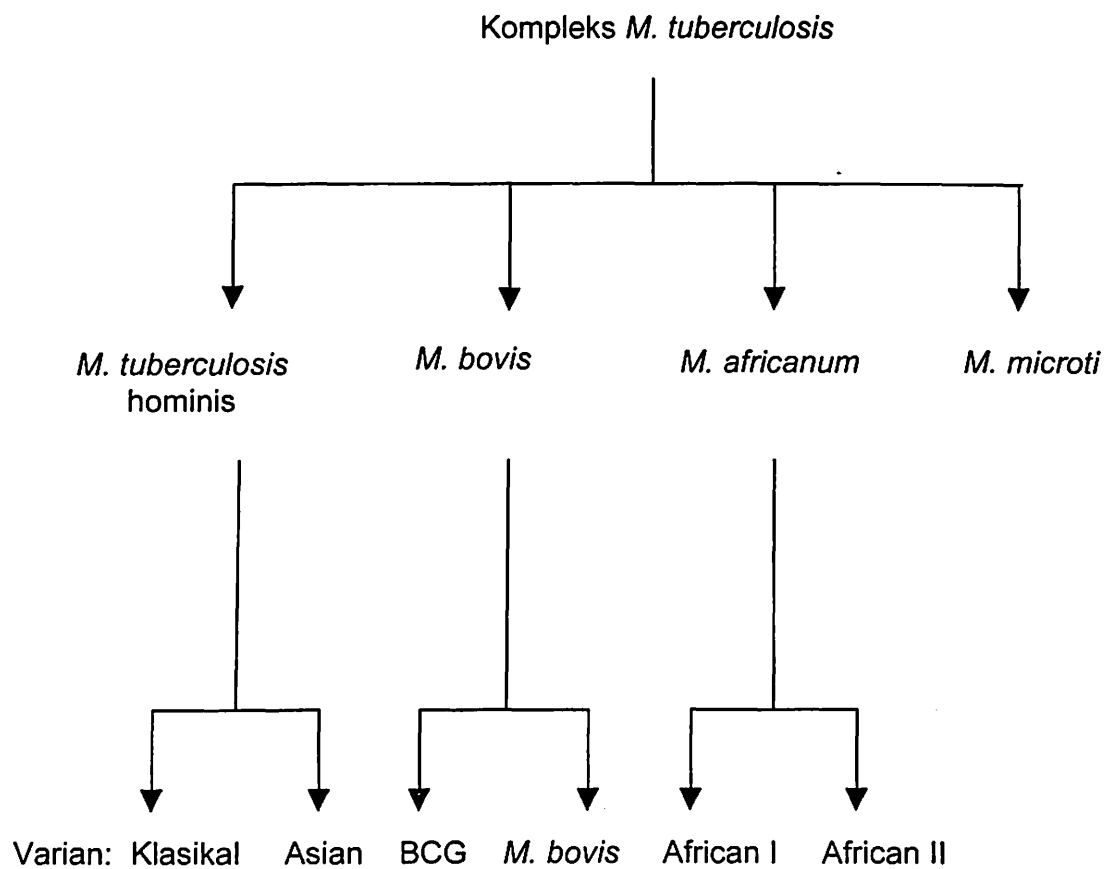 Kompleks M. tuberculosis
M. tuberculosis
hominis
M. bovis
M. africanum
M. microti
Varian: Klasikal Asian BCG M. bovis African I African II